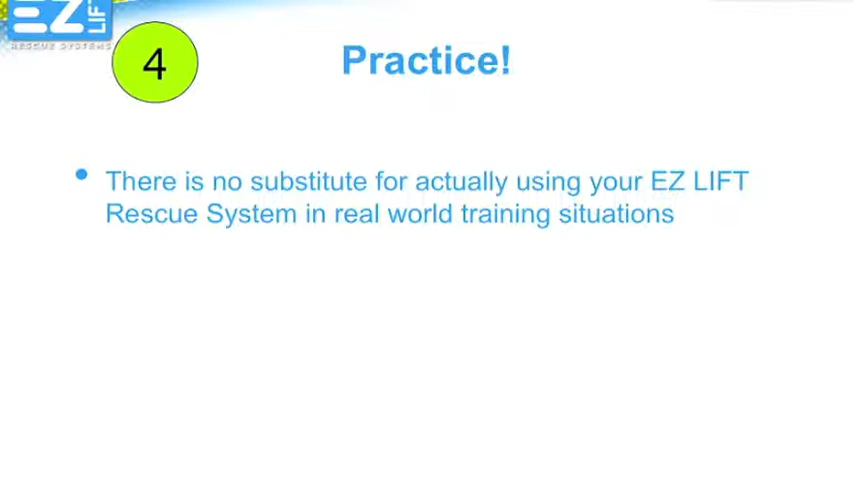 EZ LIFT
RESCUE SYSTEMS
4
Practice!
• There is no substitute for actually using your EZ LIFT
Rescue System in real world training situations